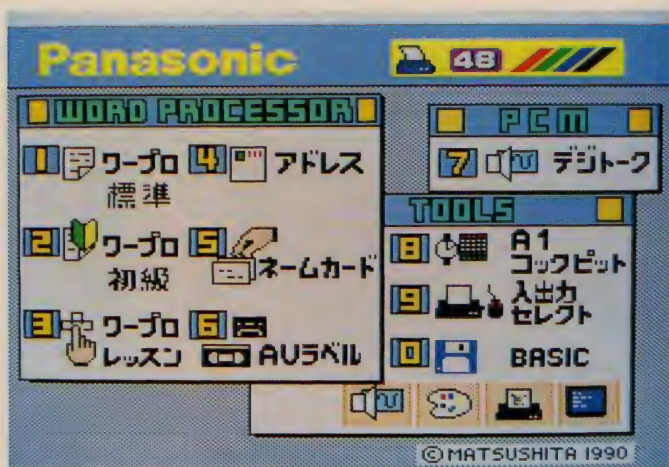 Panasonic
48
WORD PROCESSOR
1 ワープロ
標準
4 アドレス
2 ワープロ
初級
5 ネームカード
3 ワープロ
レッスン
6 AVラベル
PCM
7 デジトーク
TOOLS
8 A1
コックピット
9 入出力
セレクト
0 BASIC
©MATSUSHITA 1990